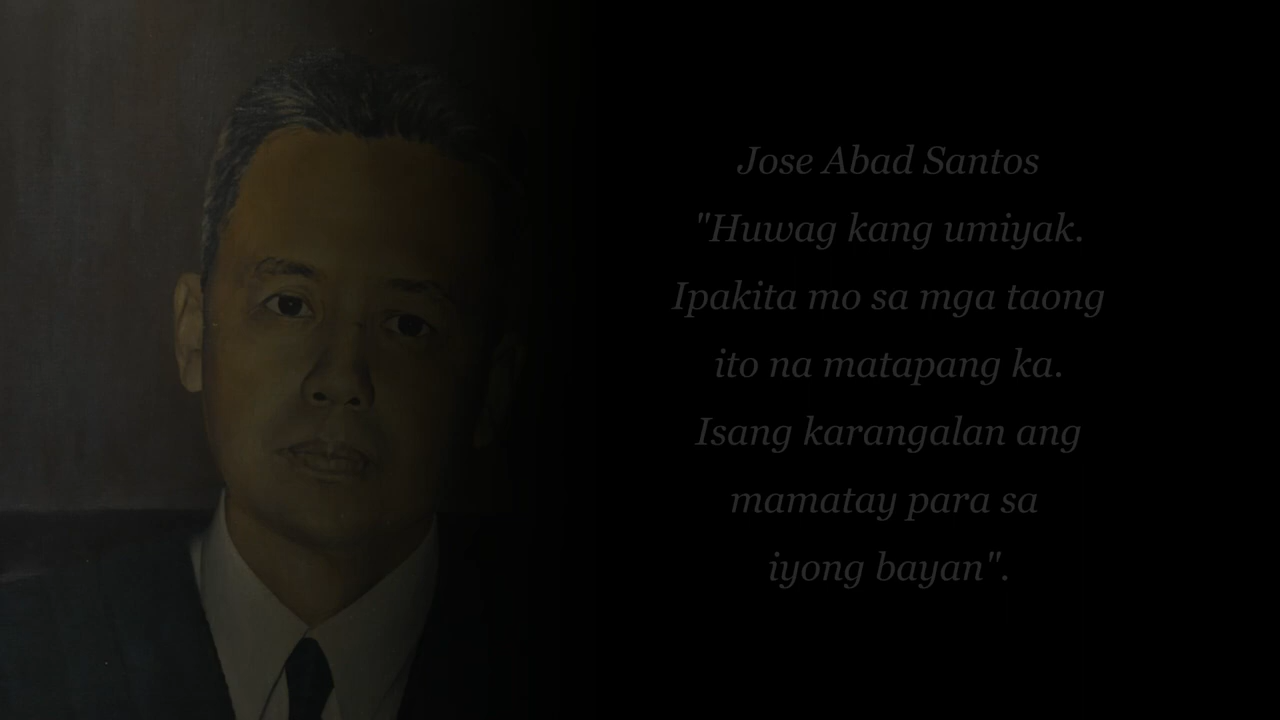 Jose Abad Santos
"Huwag kang umiyak.
Ipakita mo sa mga taong
ito na matapang ka.
Isang karangalan ang
mamatay para sa
iyong bayan".